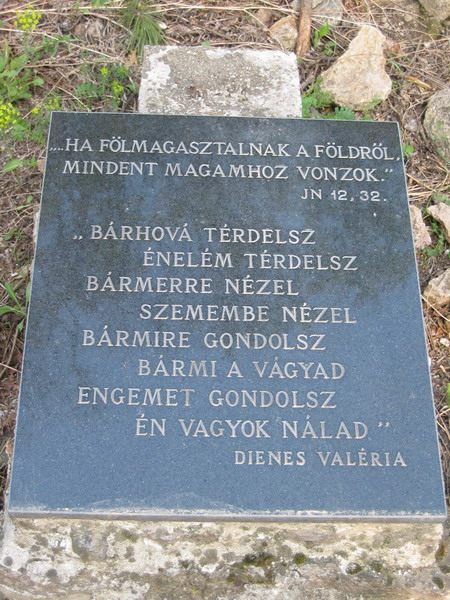 „...HA FÖLMAGASZTALNAK A FÖLDRŐL,
MINDENT MAGAMHOZ VONZOK."
JN 12,32.
„BÁRHOVÁ TÉRDELSZ
ÉNELÉM TÉRDELSZ
BÁRMERRE NÉZEL
SZEMEMBE NÉZEL
BÁRMIRE GONDOLSZ
BÁRMI A VÁGYAD
ENGEMET GONDOLSZ
ÉN VAGYOK NÁLAD"
DIENES VALÉRIA